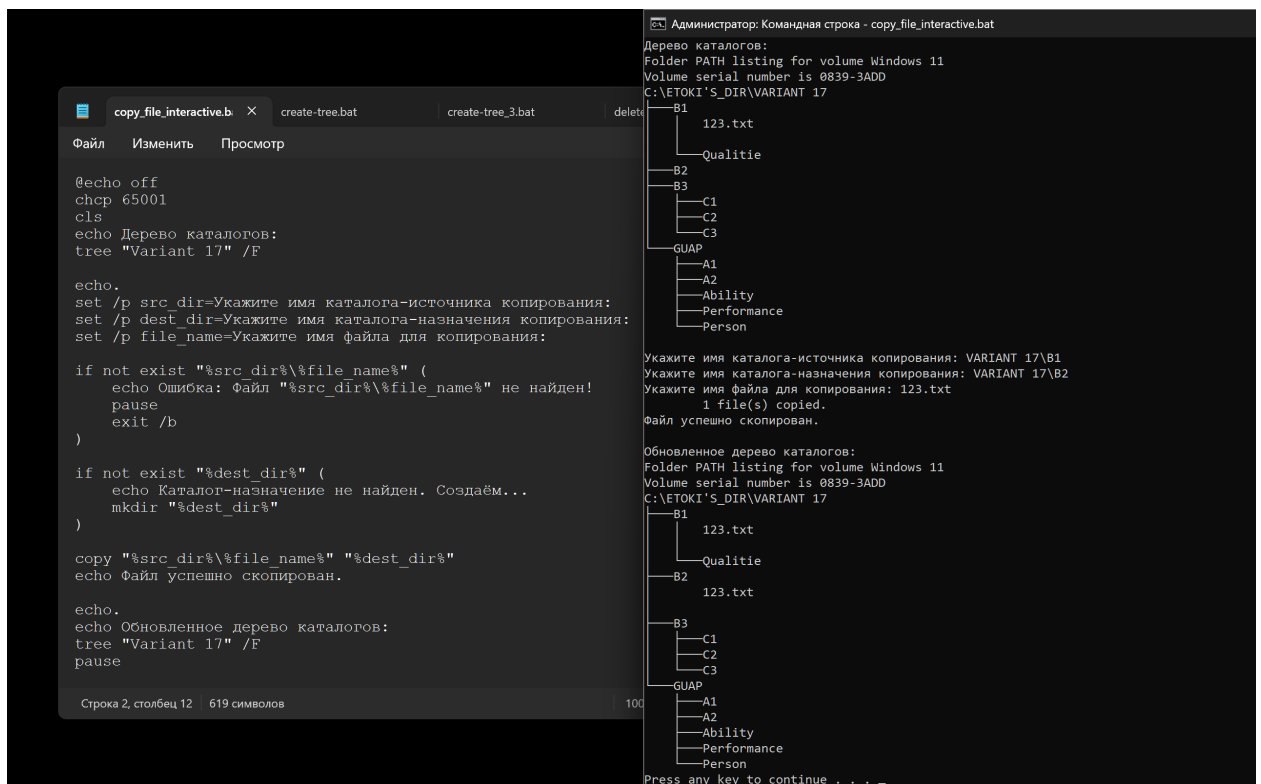 copy_file_interactive.b
create-tree.bat
create-tree_3.bat
delete
Файл Изменить Просмотр
@echo off
chcp 65001
cls
echo Дерево каталогов:
tree "Variant 17" /F
echo.
set /p src_dir=Укажите имя каталога-источника копирования:
set /p dest_dir=Укажите имя каталога-назначения копирования:
set /p file_name=Укажите имя файла для копирования:
if not exist "%src_dir%\%file_name%" (
echo Ошибка: Файл "%src_dir%\%file_name%" не найден!
pause
exit /b
)
if not exist "%dest_dir%" (
echo Каталог-назначение не найден. Создаём...
mkdir "%dest_dir%"
)
copy "%src_dir%\%file_name%" "%dest_dir%"
echo Файл успешно скопирован.
echo.
echo Обновленное дерево каталогов:
tree "Variant 17" /F
pause
Строка 2, столбец 12 619 символов 100
Администратор: Командная строка - copy_file_interactive.bat
Дерево каталогов:
Folder PATH listing for volume Windows 11
Volume serial number is 0839-3ADD
C:\ETOKI'S_DIR\VARIANT 17
├───B1
│   │   123.txt
│   │
│   └───Qualitie
├───B2
├───B3
│   ├───C1
│   ├───C2
│   └───C3
└───GUAP
    ├───A1
    ├───A2
    ├───Ability
    ├───Performance
    └───Person
Укажите имя каталога-источника копирования: VARIANT 17\B1
Укажите имя каталога-назначения копирования: VARIANT 17\B2
Укажите имя файла для копирования: 123.txt
1 file(s) copied.
Файл успешно скопирован.
Обновленное дерево каталогов:
Folder PATH listing for volume Windows 11
Volume serial number is 0839-3ADD
C:\ETOKI'S_DIR\VARIANT 17
├───B1
│   │   123.txt
│   │
│   └───Qualitie
├───B2
│       123.txt
│
├───B3
│   ├───C1
│   ├───C2
│   └───C3
└───GUAP
    ├───A1
    ├───A2
    ├───Ability
    ├───Performance
    └───Person
Press any key to continue . . . _